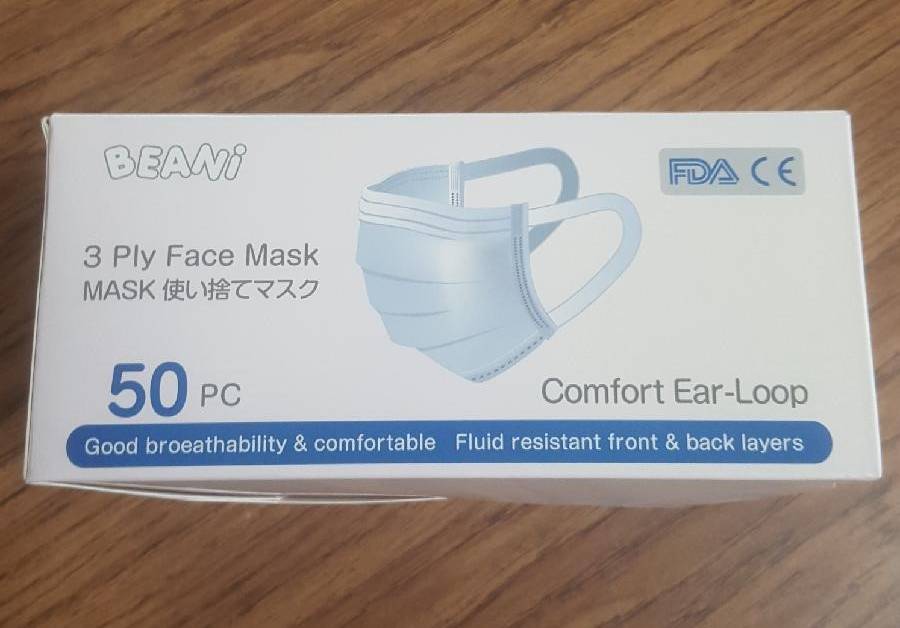 BEANi
FDA CE
3 Ply Face Mask
MASK 使い捨てマスク
50 PC
Comfort Ear-Loop
Good broeathability & comfortable Fluid resistant front & back layers